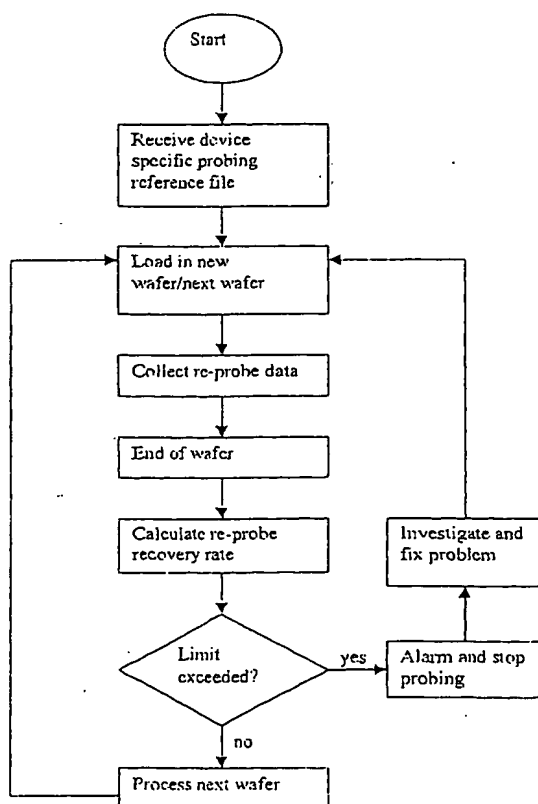 Start
Receive device
specific probing
reference file
Load in new
wafer/next wafer
Collect re-probe data
End of wafer
Calculate re-probe
recovery rate
Investigate and
fix problem
Limit
exceeded?
yes
Alarm and stop
probing
no
Process next wafer